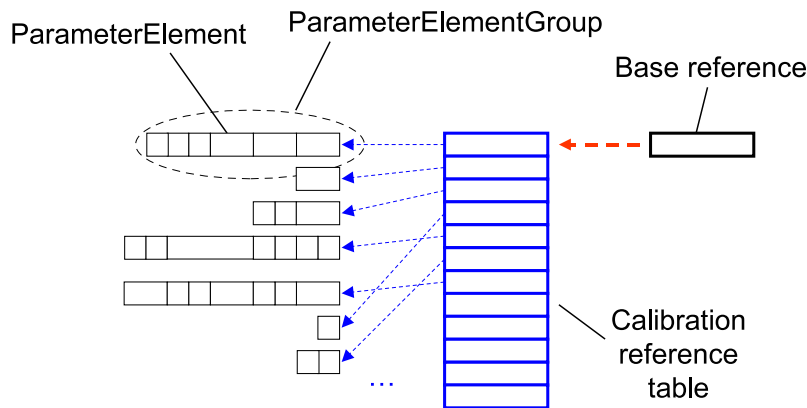 ParameterElement
ParameterElementGroup
Base reference
Calibration
reference
table
...